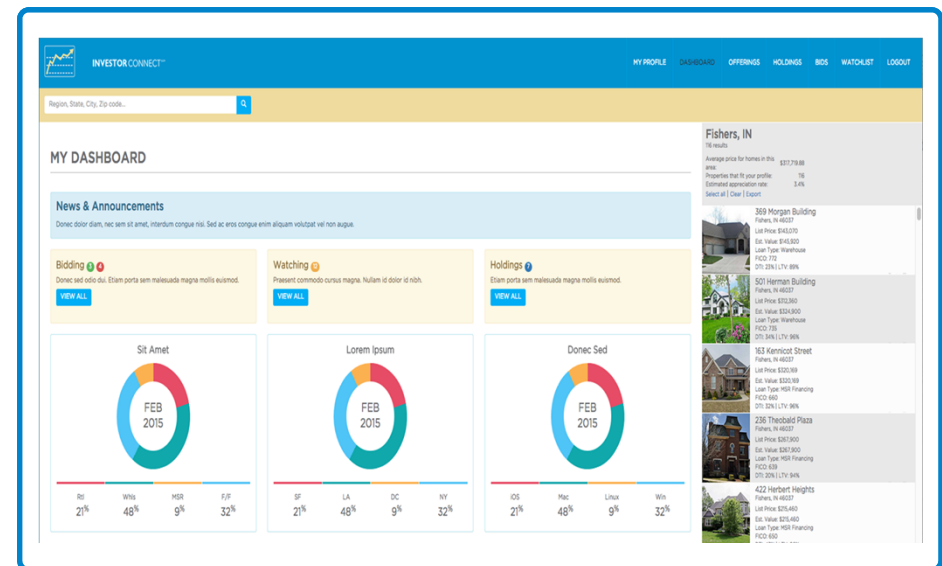 INVESTOR CONNECT™
MY PROFILE DASHBOARD OFFERINGS HOLDINGS BIDS WATCHLIST LOGOUT
Region, State, City, Zip code...
MY DASHBOARD
News & Announcements
Donec dolor diam, nec sem sit amet, interdum congue nisi. Sed ac eros congue enim aliquam volutpat vel non augue.
Bidding 3 4
Donec sed odio dui. Etiam porta sem malesuada magna mollis euismod.
VIEW ALL
Watching 12
Praesent commodo cursus magna. Nullam id dolor id nibh.
VIEW ALL
Holdings 7
Etiam porta sem malesuada magna mollis euismod.
VIEW ALL
Sit Amet
FEB
2015
Rtl Whls MSR F/F
21% 48% 9% 32%
Lorem Ipsum
FEB
2015
SF LA DC NY
21% 48% 9% 32%
Donec Sed
FEB
2015
iOS Mac Linux Win
21% 48% 9% 32%
Fishers, IN
116 results
Average price for homes in this area: $317,719.88
Properties that fit your profile: 116
Estimated appreciation rate: 3.4%
Select all | Clear | Export
369 Morgan Building
Fishers, IN 46037
List Price: $143,070
Est. Value: $145,920
Loan Type: Warehouse
FICO: 772
DTI: 23% | LTV: 89%
501 Herman Building
Fishers, IN 46037
List Price: $312,360
Est. Value: $324,900
Loan Type: Warehouse
FICO: 735
DTI: 34% | LTV: 96%
163 Kennicot Street
Fishers, IN 46037
List Price: $320,169
Est. Value: $320,169
Loan Type: MSR Financing
FICO: 660
DTI: 32% | LTV: 96%
236 Theobald Plaza
Fishers, IN 46037
List Price: $267,900
Est. Value: $267,900
Loan Type: MSR Financing
FICO: 639
DTI: 20% | LTV: 94%
422 Herbert Heights
Fishers, IN 46037
List Price: $215,460
Est. Value: $215,460
Loan Type: MSR Financing
FICO: 650